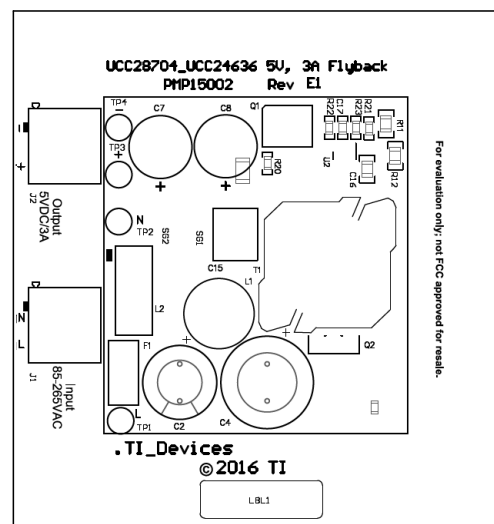 UCC28704_UCC24636 5V, 3A Flyback
PMP15002 Rev E1
TP4
C7
C8
Q1
R22
C17
R23
R21
R11
-
TP3
+
+
+
R20
U2
C16
R12
+
J2
Output
5VDC/3A
N
TP2
SG2
SG1
C15
T1
L1
L2
N
L
J1
Input
85-265VAC
F1
+
+
Q2
L
TP1
C2
C4
For evaluation only; not FCC approved for resale.
.TI_Devices
© 2016 TI
LBL1